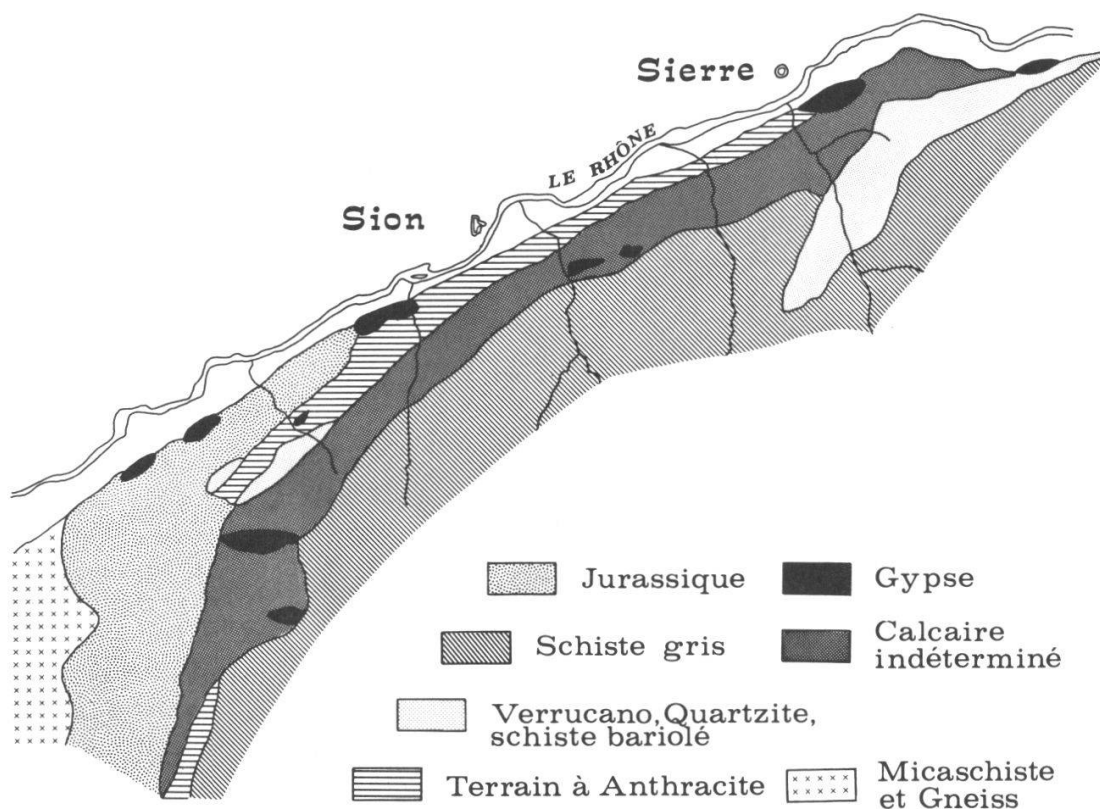 Sierre
LE RHÔNE
Sion
Jurassique
Gypse
Schiste gris
Calcaire
indéterminé
Verrucano, Quartzite,
schiste bariolé
Terrain à Anthracite
Micaschiste
et Gneiss